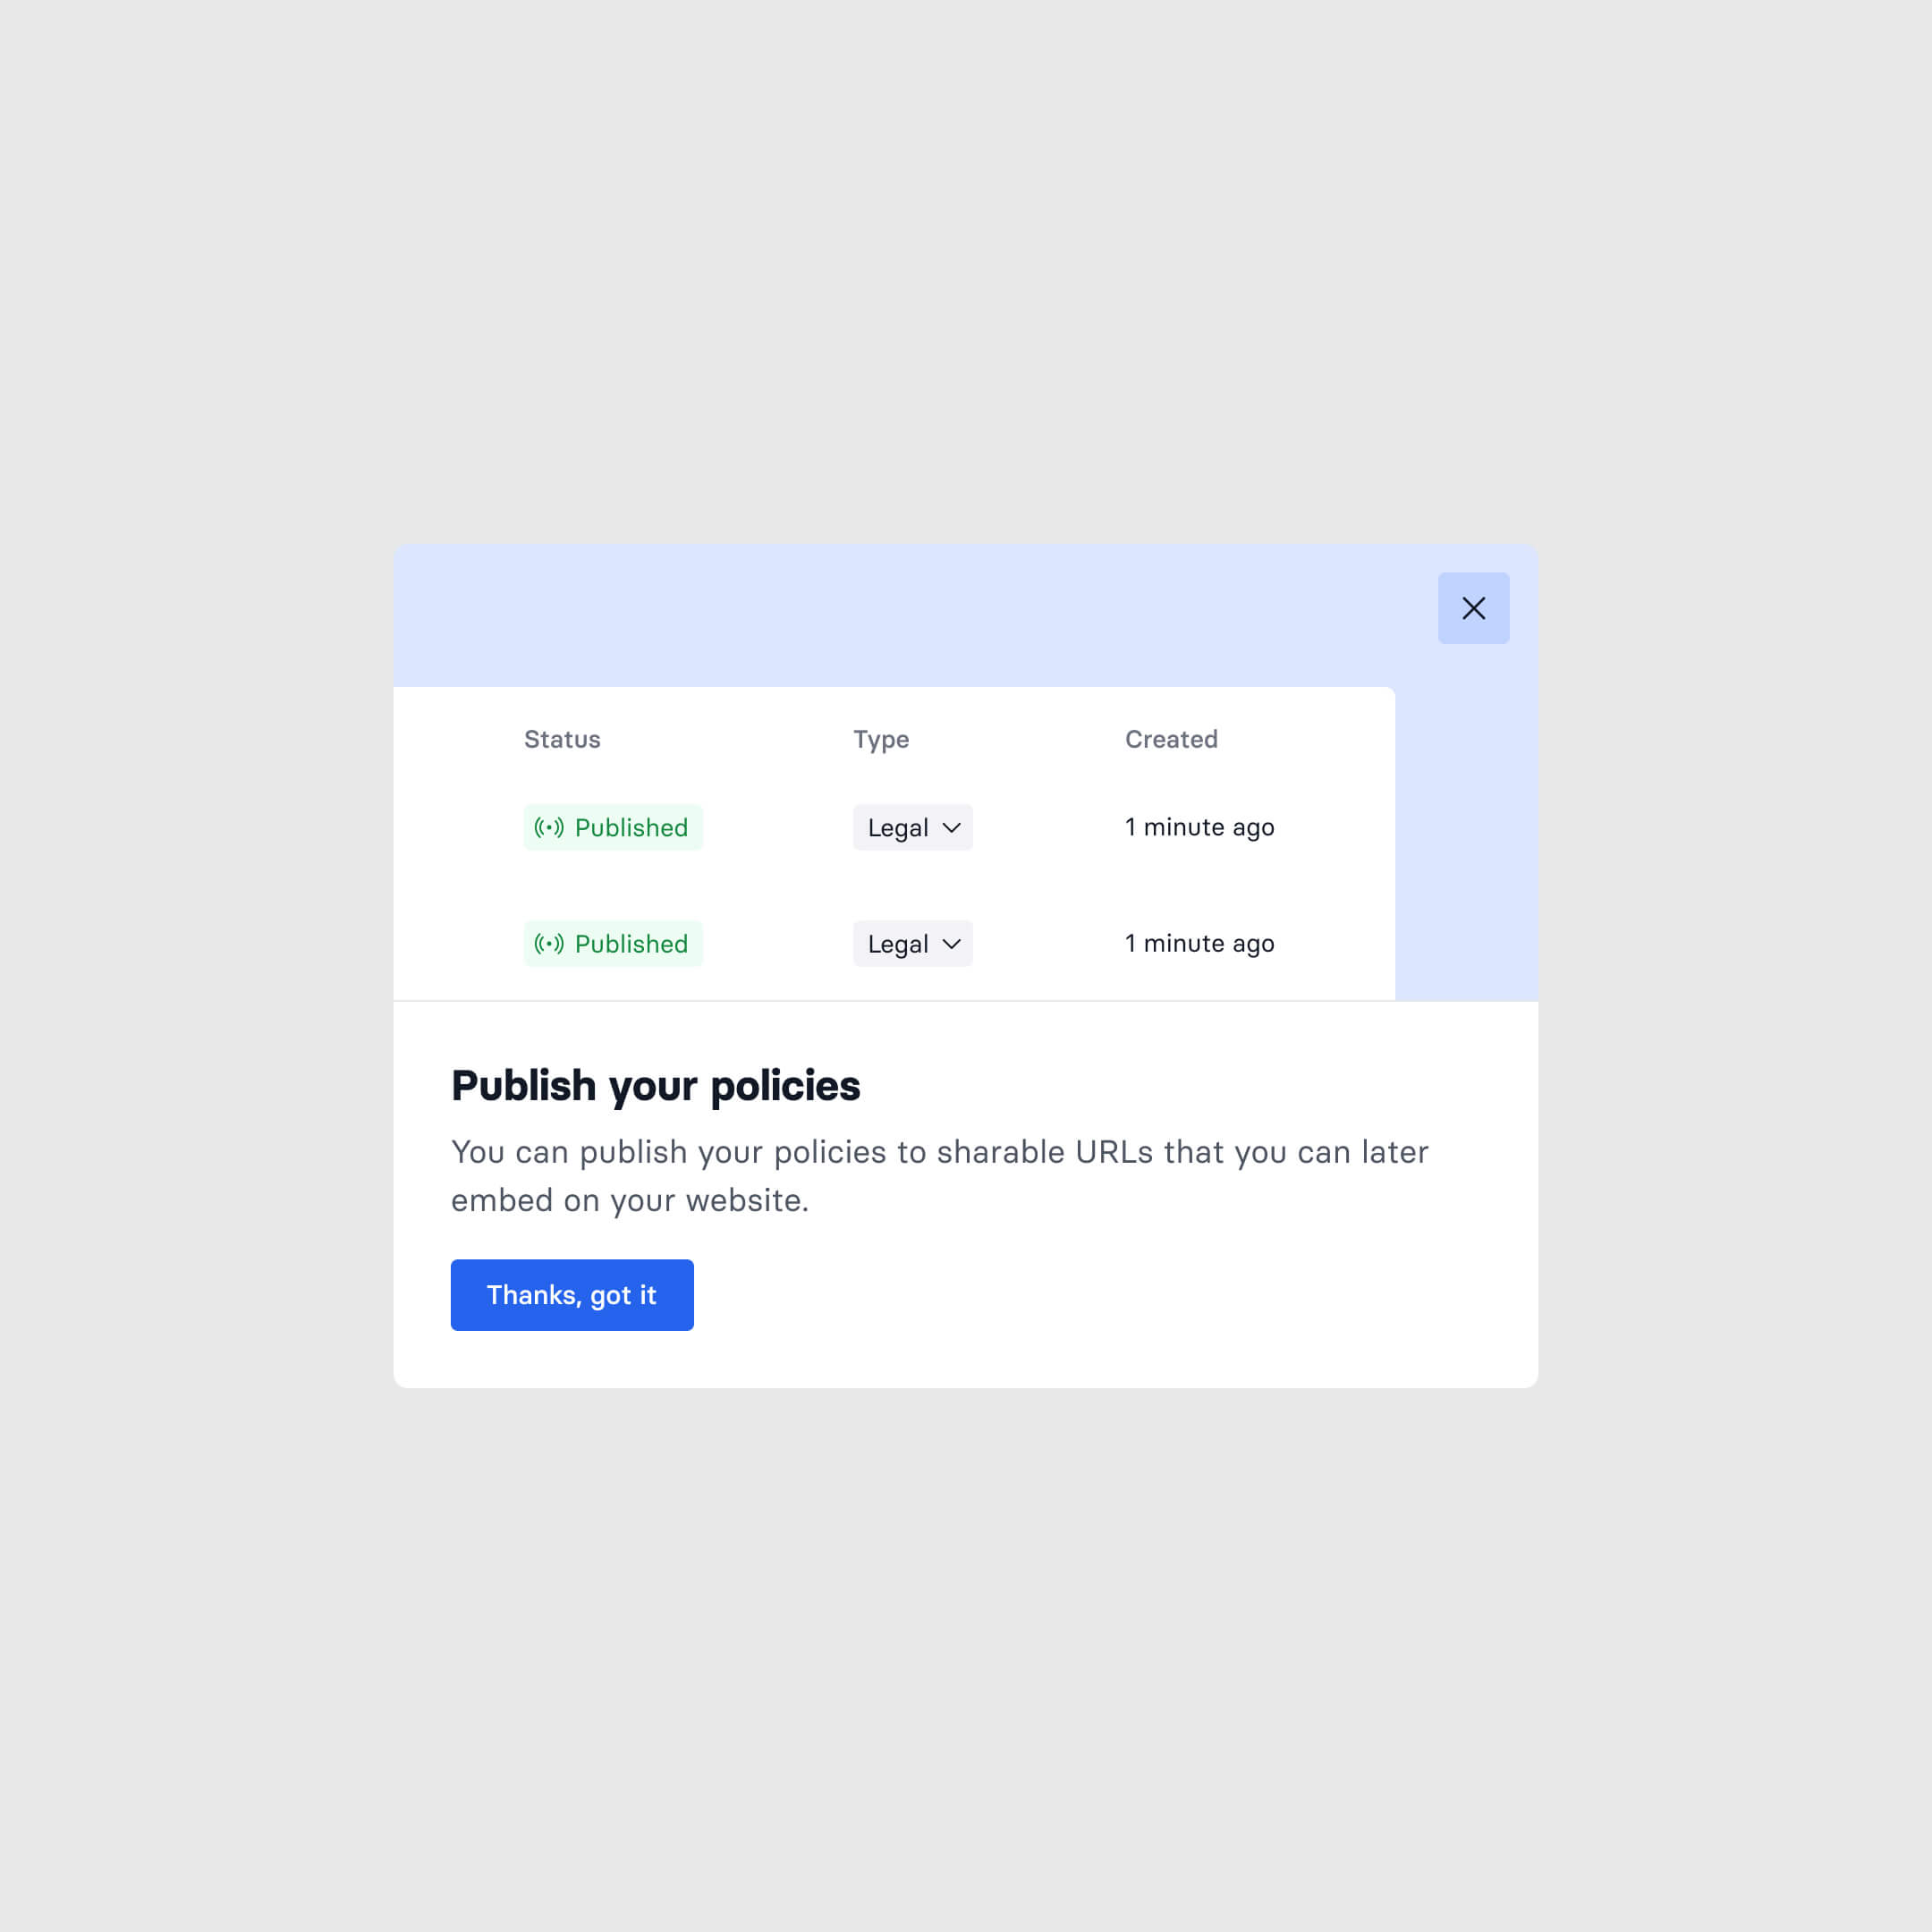 Status Type Created
Published Legal 1 minute ago
Published Legal 1 minute ago
Publish your policies
You can publish your policies to sharable URLs that you can later
embed on your website.
Thanks, got it